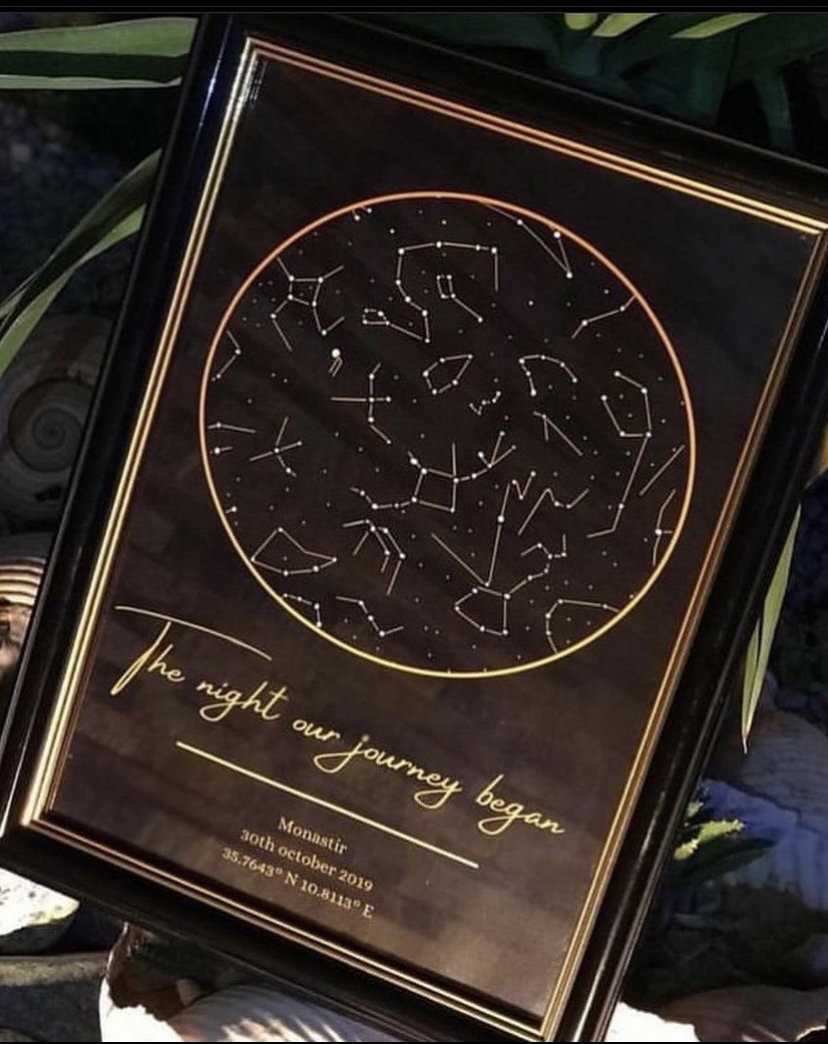 The night our journey began
Monastir
30th october 2019
35.7643° N 10.8113° E